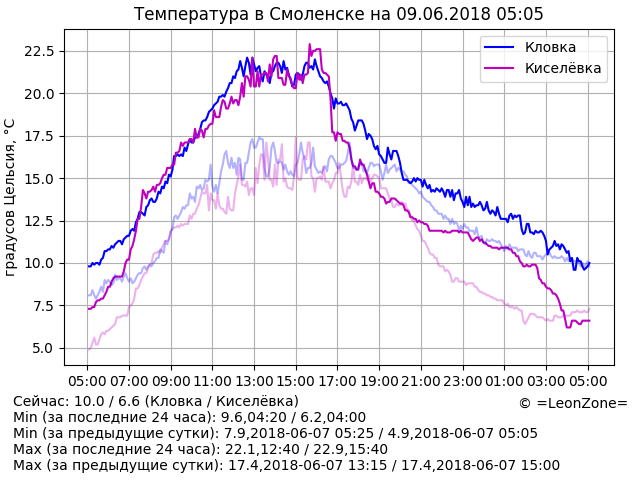 Температура в Смоленске на 09.06.2018 05:05
Кловка
Киселёвка
градусов Цельсия, °C
22.5
20.0
17.5
15.0
12.5
10.0
7.5
5.0
05:00 07:00 09:00 11:00 13:00 15:00 17:00 19:00 21:00 23:00 01:00 03:00 05:00
Сейчас: 10.0 / 6.6 (Кловка / Киселёвка)
© =LeonZone=
Min (за последние 24 часа): 9.6,04:20 / 6.2,04:00
Min (за предыдущие сутки): 7.9,2018-06-07 05:25 / 4.9,2018-06-07 05:05
Max (за последние 24 часа): 22.1,12:40 / 22.9,15:40
Max (за предыдущие сутки): 17.4,2018-06-07 13:15 / 17.4,2018-06-07 15:00